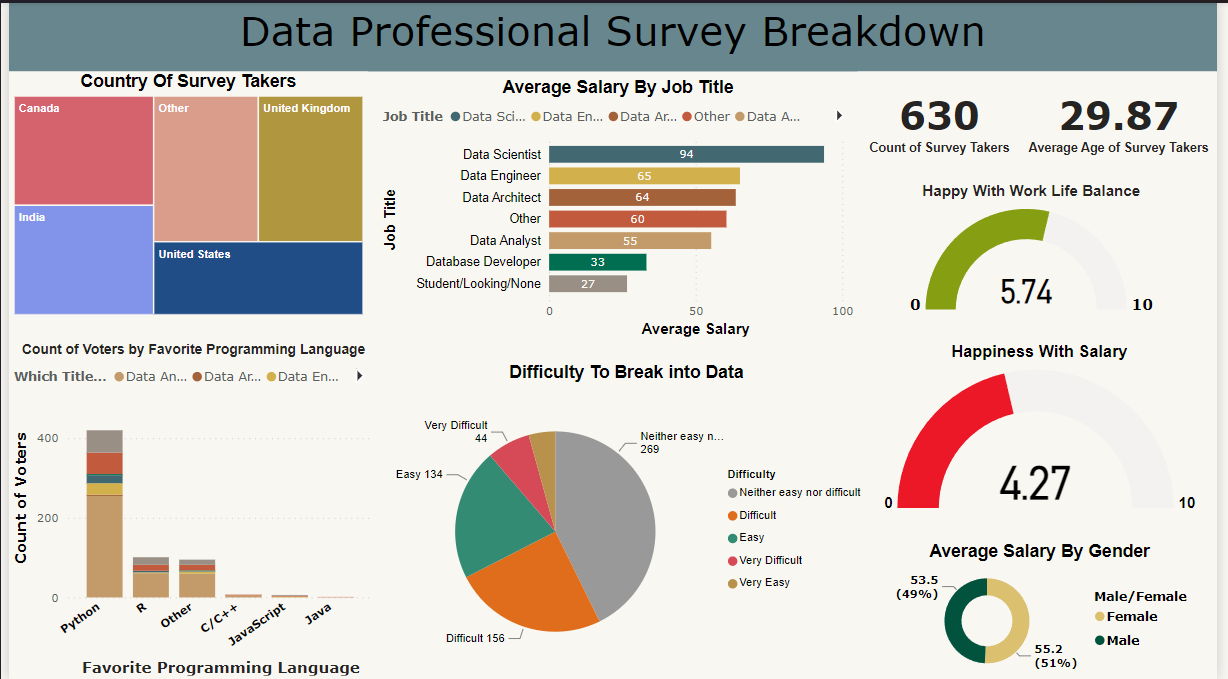 Data Professional Survey Breakdown
Country Of Survey Takers
Canada
Other
United Kingdom
India
United States
Average Salary By Job Title
Job Title Data Sci... Data En... Data Ar... Other Data A...
Job Title
Data Scientist 94
Data Engineer 65
Data Architect 64
Other 60
Data Analyst 55
Database Developer 33
Student/Looking/None 27
0 50 100
Average Salary
630
Count of Survey Takers
29.87
Average Age of Survey Takers
Happy With Work Life Balance
5.74
0 10
Count of Voters by Favorite Programming Language
Which Title... Data An... Data Ar... Data En...
Count of Voters
400
200
0
Python R Other C/C++ JavaScript Java
Favorite Programming Language
Difficulty To Break into Data
Very Difficult
44
Neither easy n...
269
Easy 134
Difficult 156
Difficulty
Neither easy nor difficult
Difficult
Easy
Very Difficult
Very Easy
Happiness With Salary
4.27
0 10
Average Salary By Gender
53.5
(49%)
55.2
(51%)
Male/Female
Female
Male